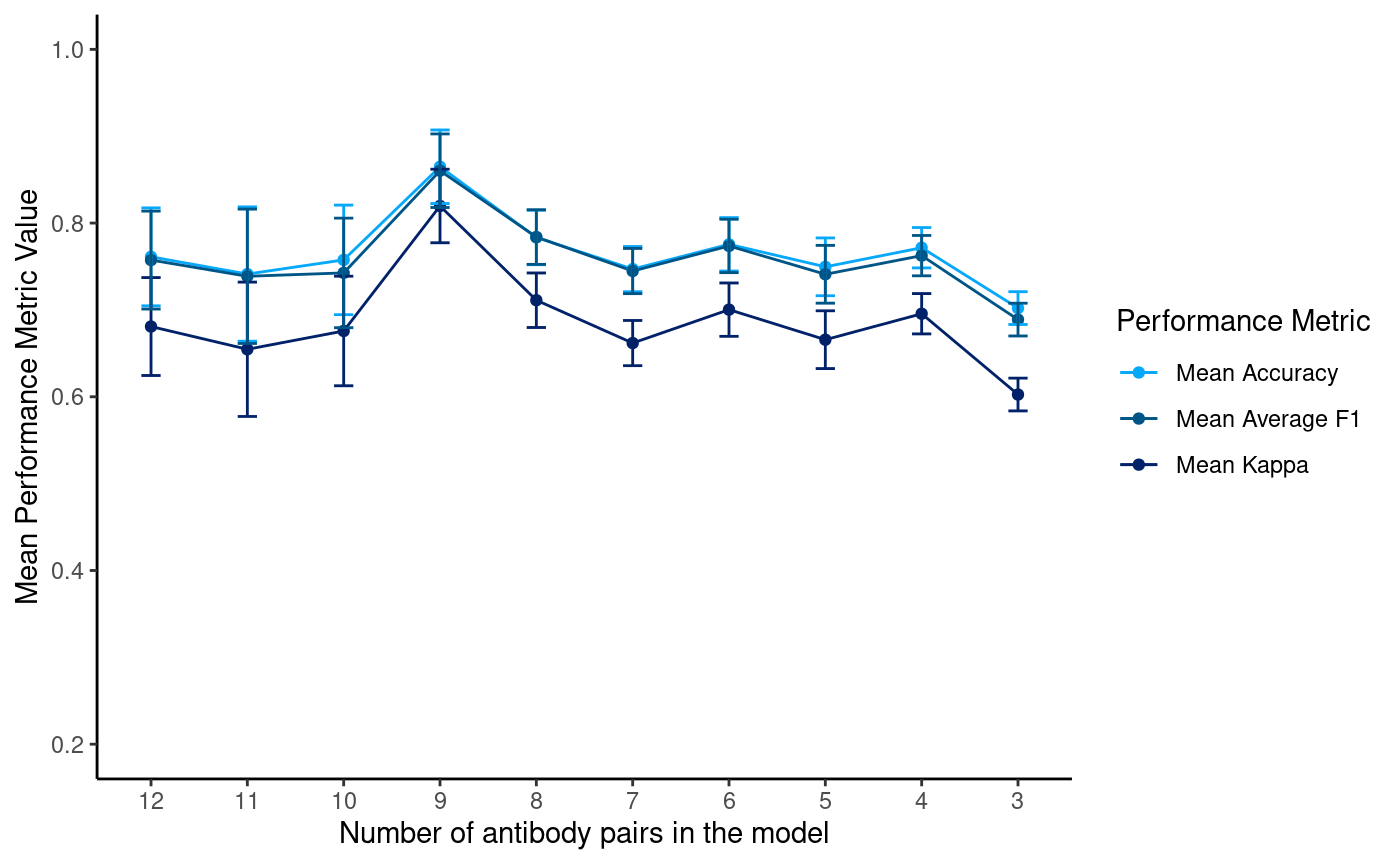 Mean Performance Metric Value
1.0
0.8
0.6
0.4
0.2
12 11 10 9 8 7 6 5 4 3
Number of antibody pairs in the model
Performance Metric
Mean Accuracy
Mean Average F1
Mean Kappa